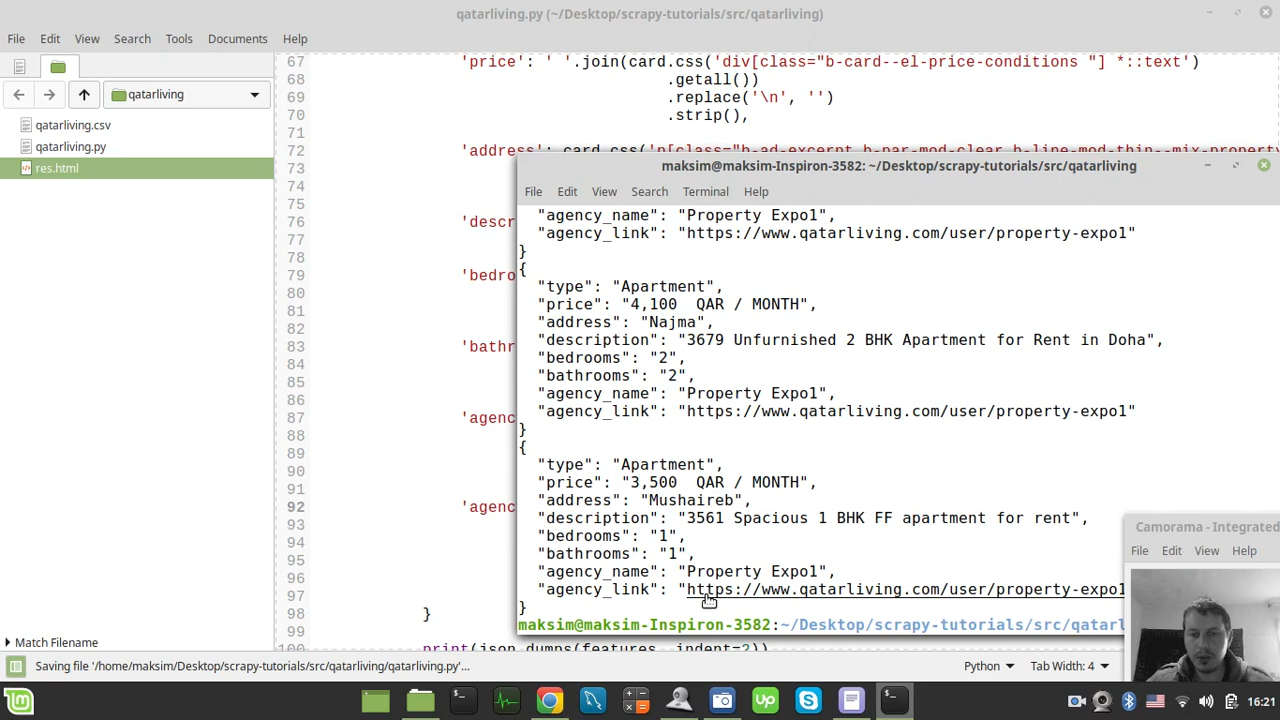 qatarliving.py (~/Desktop/scrapy-tutorials/src/qatarliving)
File Edit View Search Tools Documents Help
qatarliving
qatarliving.csv
qatarliving.py
res.html
Match Filename
67 'price': ' '.join(card.css('div[class="b-card--el-price-conditions "] *::text')
68 .getall())
69 .replace('\n', '')
70 .strip(),
71
72 'address': card.css('p[class="b-ad-excerpt b-par-mod-clear b-line-mod-thin--mix-property
73
74
75
76 'descr
77
78
79 'bedro
80
81
82
83 'bathr
84
85
86
87 'agenc
88
89
90
91
92 'agenc
93
94
95
96
97
98 }
99
100 print(json.dumps(features, indent=2))
maksim@maksim-Inspiron-3582: ~/Desktop/scrapy-tutorials/src/qatarliving
File Edit View Search Terminal Help
"agency_name": "Property Expo1",
"agency_link": "https://www.qatarliving.com/user/property-expo1"
}
{
"type": "Apartment",
"price": "4,100  QAR / MONTH",
"address": "Najma",
"description": "3679 Unfurnished 2 BHK Apartment for Rent in Doha",
"bedrooms": "2",
"bathrooms": "2",
"agency_name": "Property Expo1",
"agency_link": "https://www.qatarliving.com/user/property-expo1"
}
{
"type": "Apartment",
"price": "3,500  QAR / MONTH",
"address": "Mushaireb",
"description": "3561 Spacious 1 BHK FF apartment for rent",
"bedrooms": "1",
"bathrooms": "1",
"agency_name": "Property Expo1",
"agency_link": "https://www.qatarliving.com/user/property-expo1
}
maksim@maksim-Inspiron-3582:~/Desktop/scrapy-tutorials/src/qatarl
Camorama - Integrated
File Edit View Help
Saving file '/home/maksim/Desktop/scrapy-tutorials/src/qatarliving/qatarliving.py'...
Python Tab Width: 4
Up
16:21